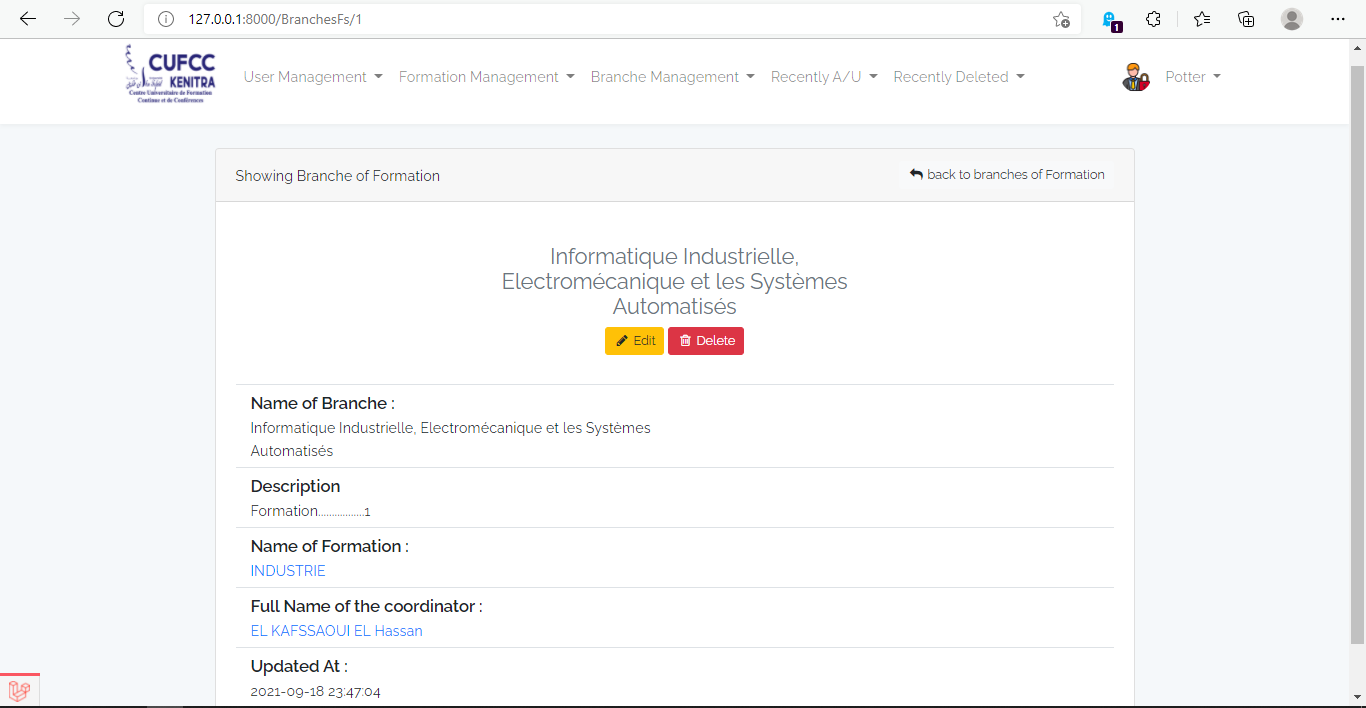 127.0.0.1:8000/BranchesFs/1
1
CUFCC
KENITRA
Centre Universitaire de Formation
Continue et de Conférences
User Management
Formation Management
Branche Management
Recently A/U
Recently Deleted
Potter
Showing Branche of Formation
back to branches of Formation
Informatique Industrielle,
Electromécanique et les Systèmes
Automatisés
Edit
Delete
Name of Branche :
Informatique Industrielle, Electromécanique et les Systèmes
Automatisés
Description
Formation.................1
Name of Formation :
INDUSTRIE
Full Name of the coordinator :
EL KAFSSAOUI EL Hassan
Updated At :
2021-09-18 23:47:04